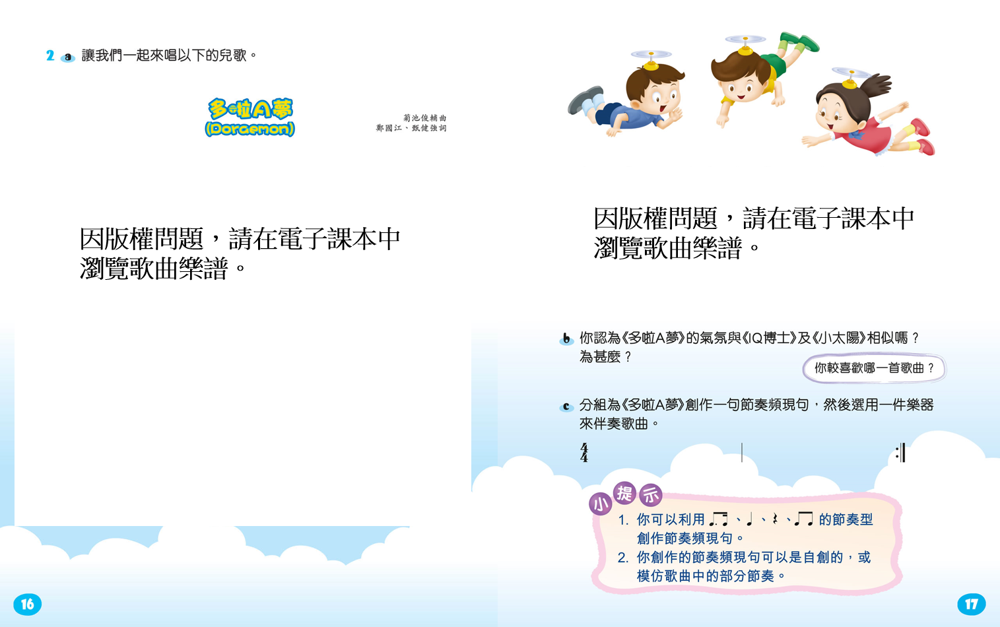 2 a 讓我們一起來唱以下的兒歌。
多啦A夢
(Doraemon)
菊池俊輔曲
鄭國江、甄健強詞
因版權問題，請在電子課本中
瀏覽歌曲樂譜。
16
因版權問題，請在電子課本中
瀏覽歌曲樂譜。
b 你認為《多啦A夢》的氣氛與《IQ博士》及《小太陽》相似嗎？
為甚麼？
你較喜歡哪一首歌曲？
c 分組為《多啦A夢》創作一句節奏頻現句，然後選用一件樂器
來伴奏歌曲。
4
4
小提示
1. 你可以利用、、、的節奏型
創作節奏頻現句。
2. 你創作的節奏頻現句可以是自創的，或
模仿歌曲中的部分節奏。
17